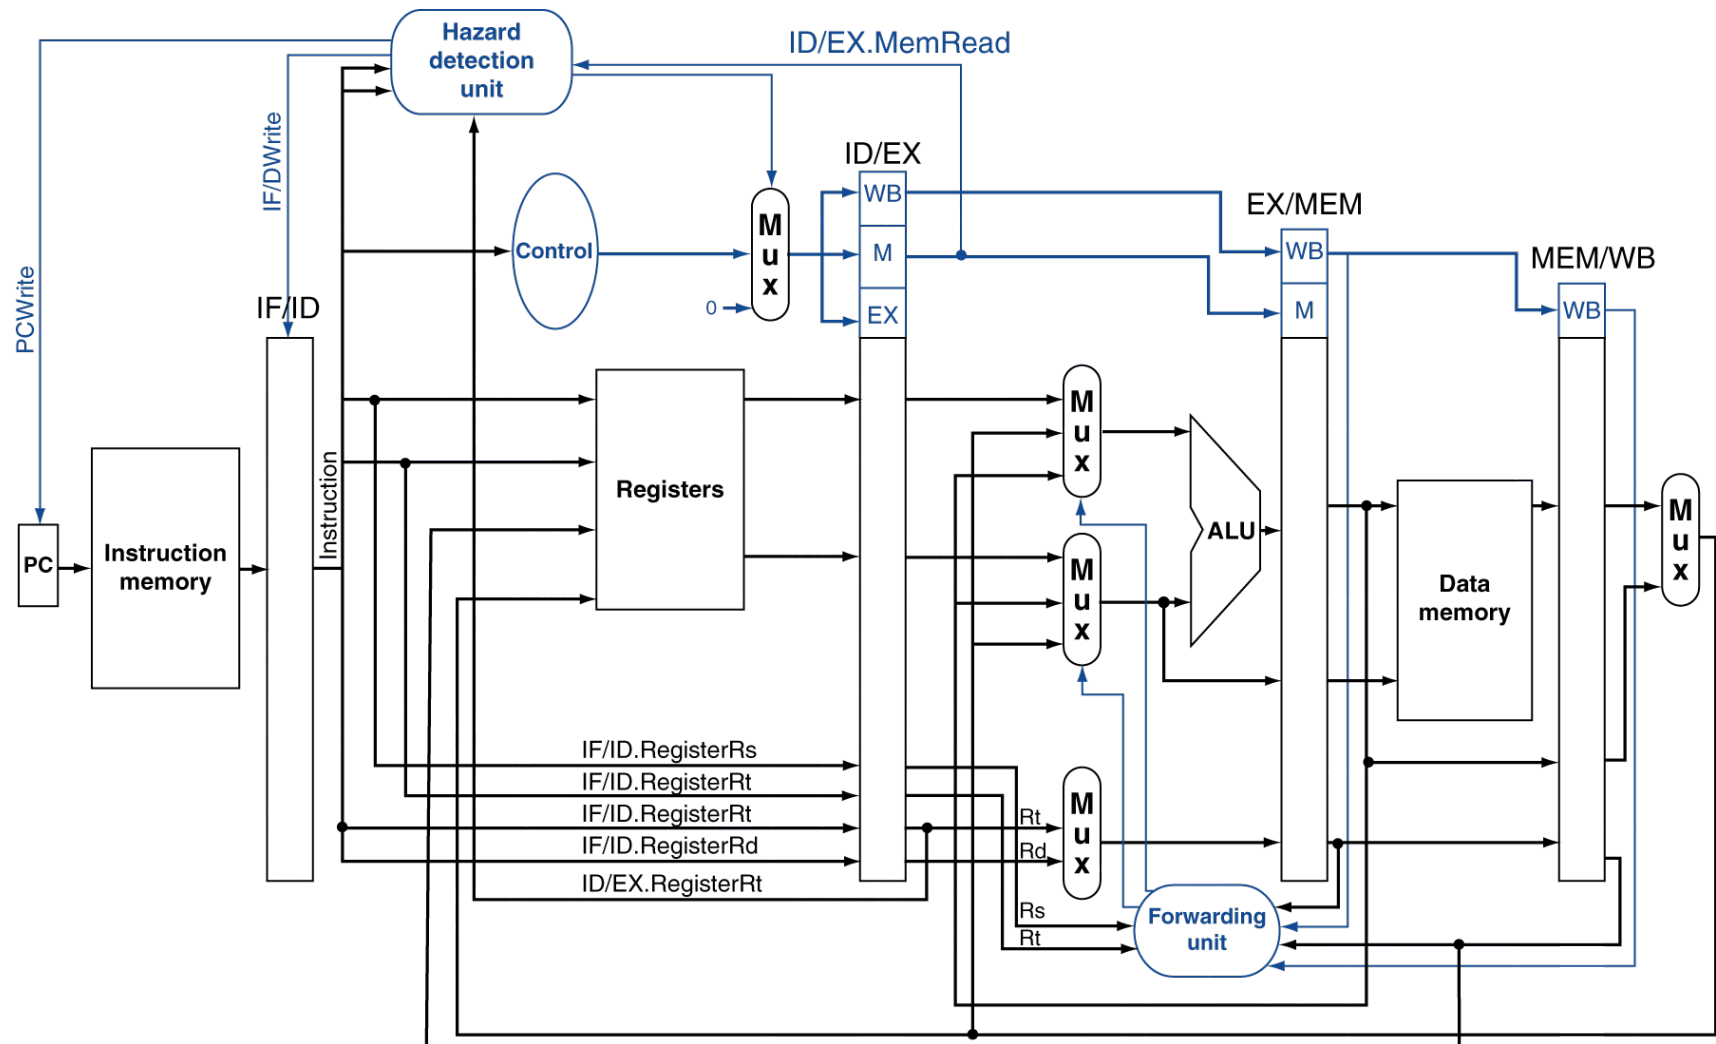 Hazard
detection
unit
ID/EX.MemRead
IF/DWrite
PCWrite
ID/EX
WB
M
EX
Control
M
u
x
0
EX/MEM
WB
M
MEM/WB
WB
IF/ID
Instruction
PC
Instruction
memory
Registers
M
u
x
M
u
x
ALU
Data
memory
M
u
x
IF/ID.RegisterRs
IF/ID.RegisterRt
IF/ID.RegisterRt
IF/ID.RegisterRd
ID/EX.RegisterRt
Rt
Rd
M
u
x
Rs
Rt
Forwarding
unit